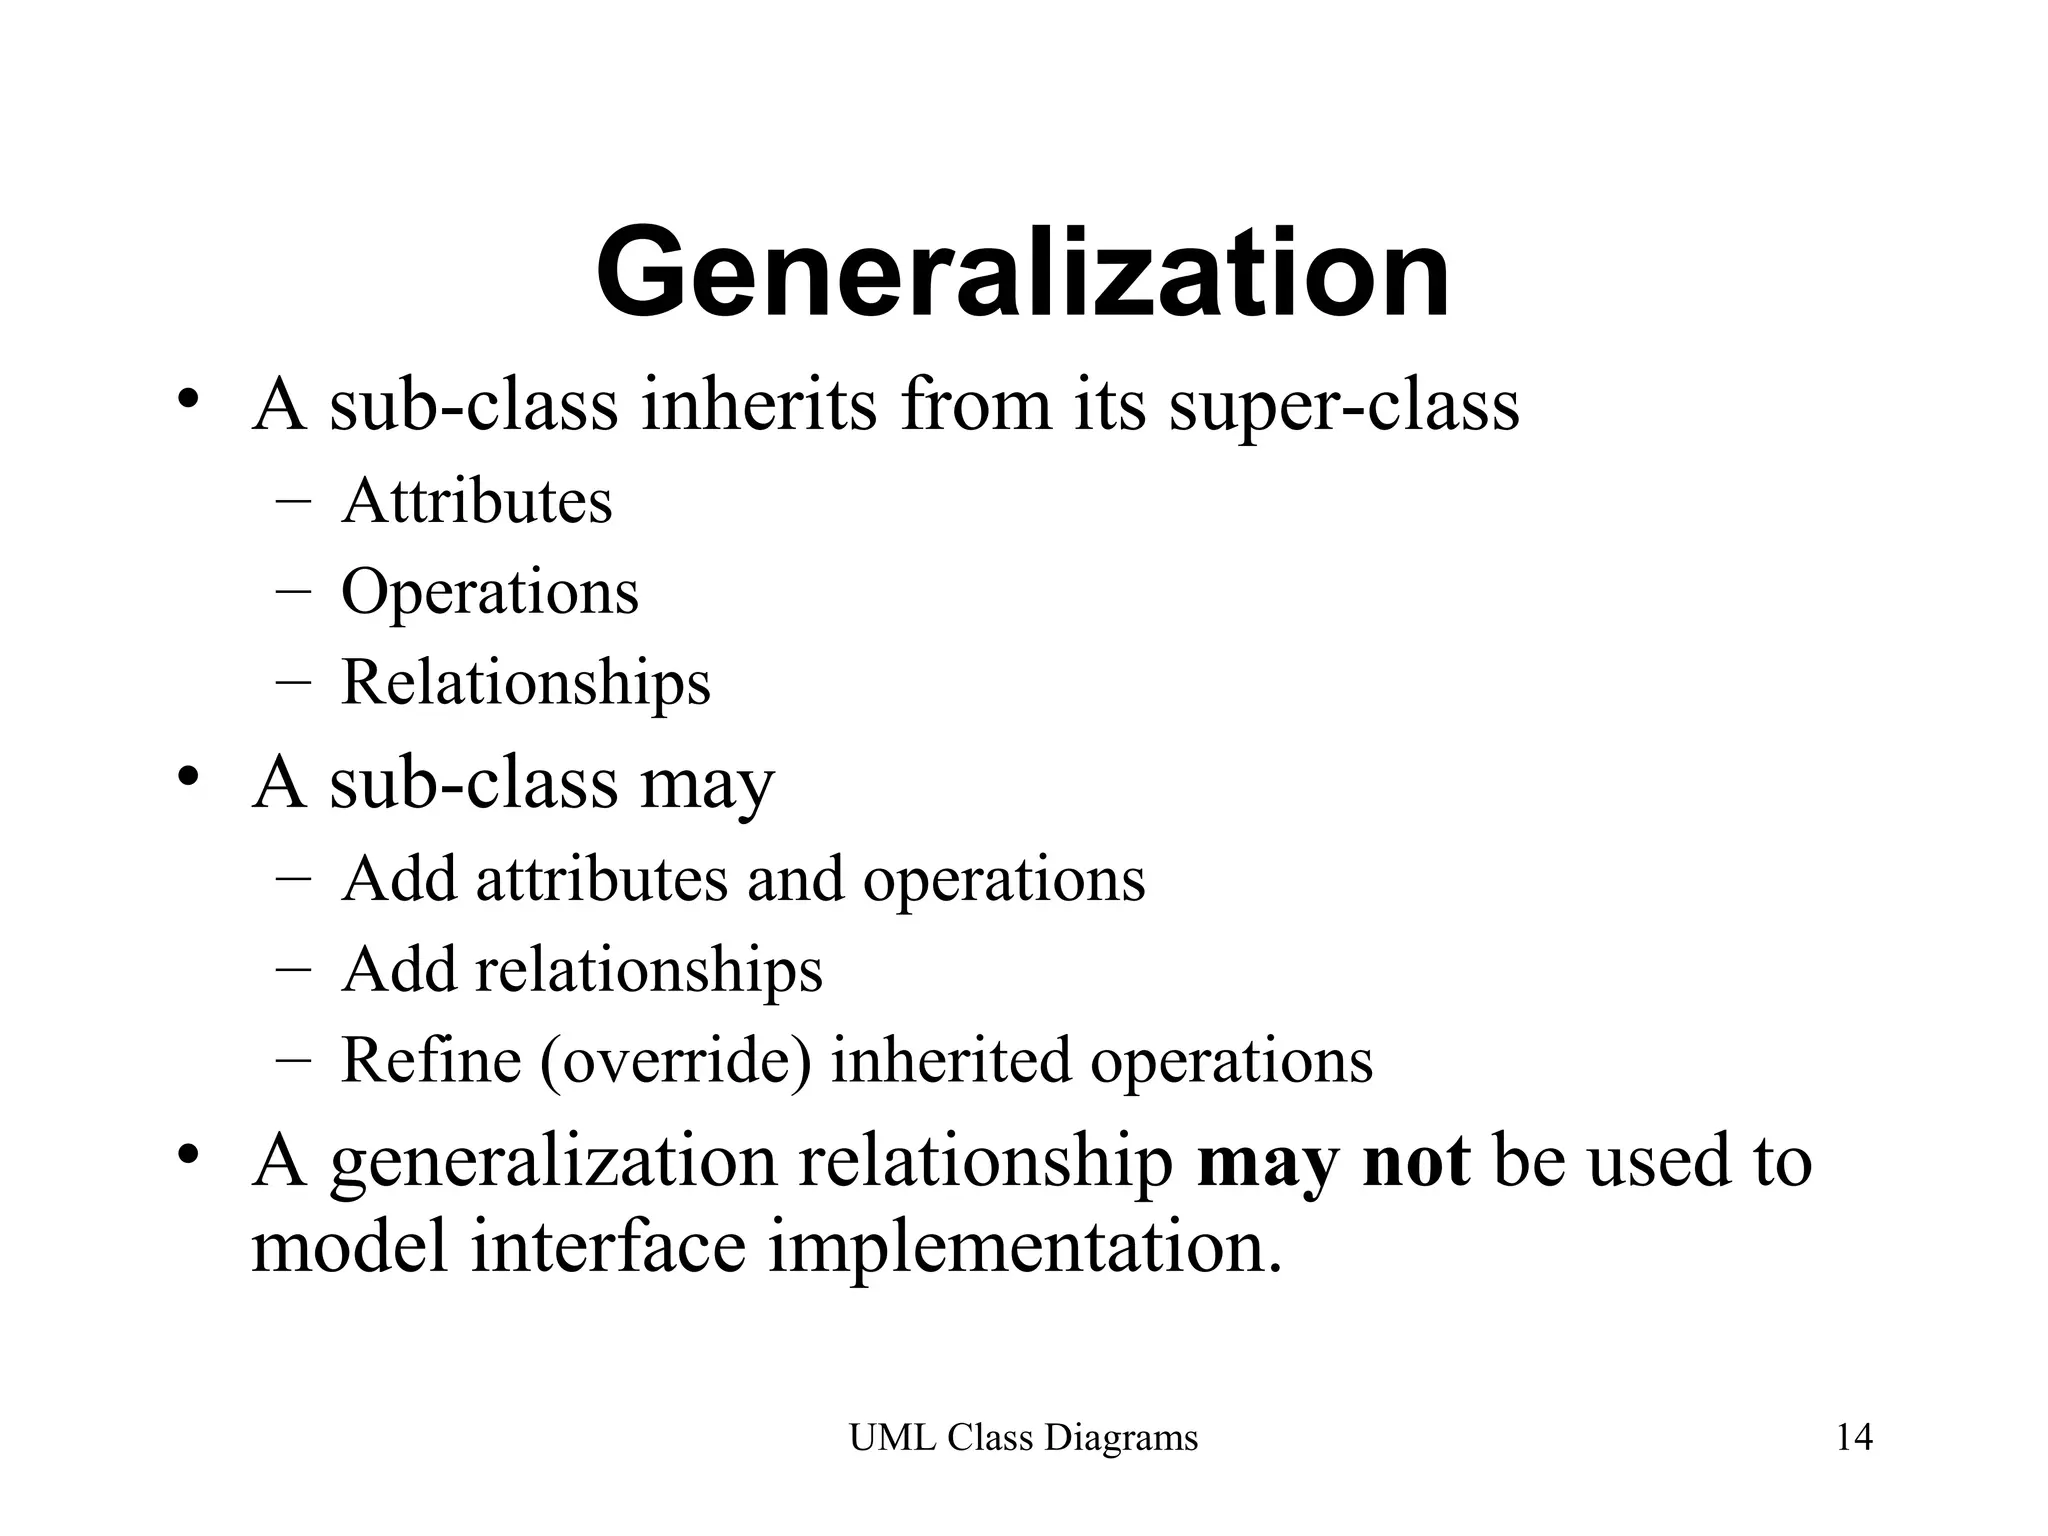 Generalization
• A sub-class inherits from its super-class
– Attributes
– Operations
– Relationships
• A sub-class may
– Add attributes and operations
– Add relationships
– Refine (override) inherited operations
• A generalization relationship may not be used to
model interface implementation.
UML Class Diagrams
14